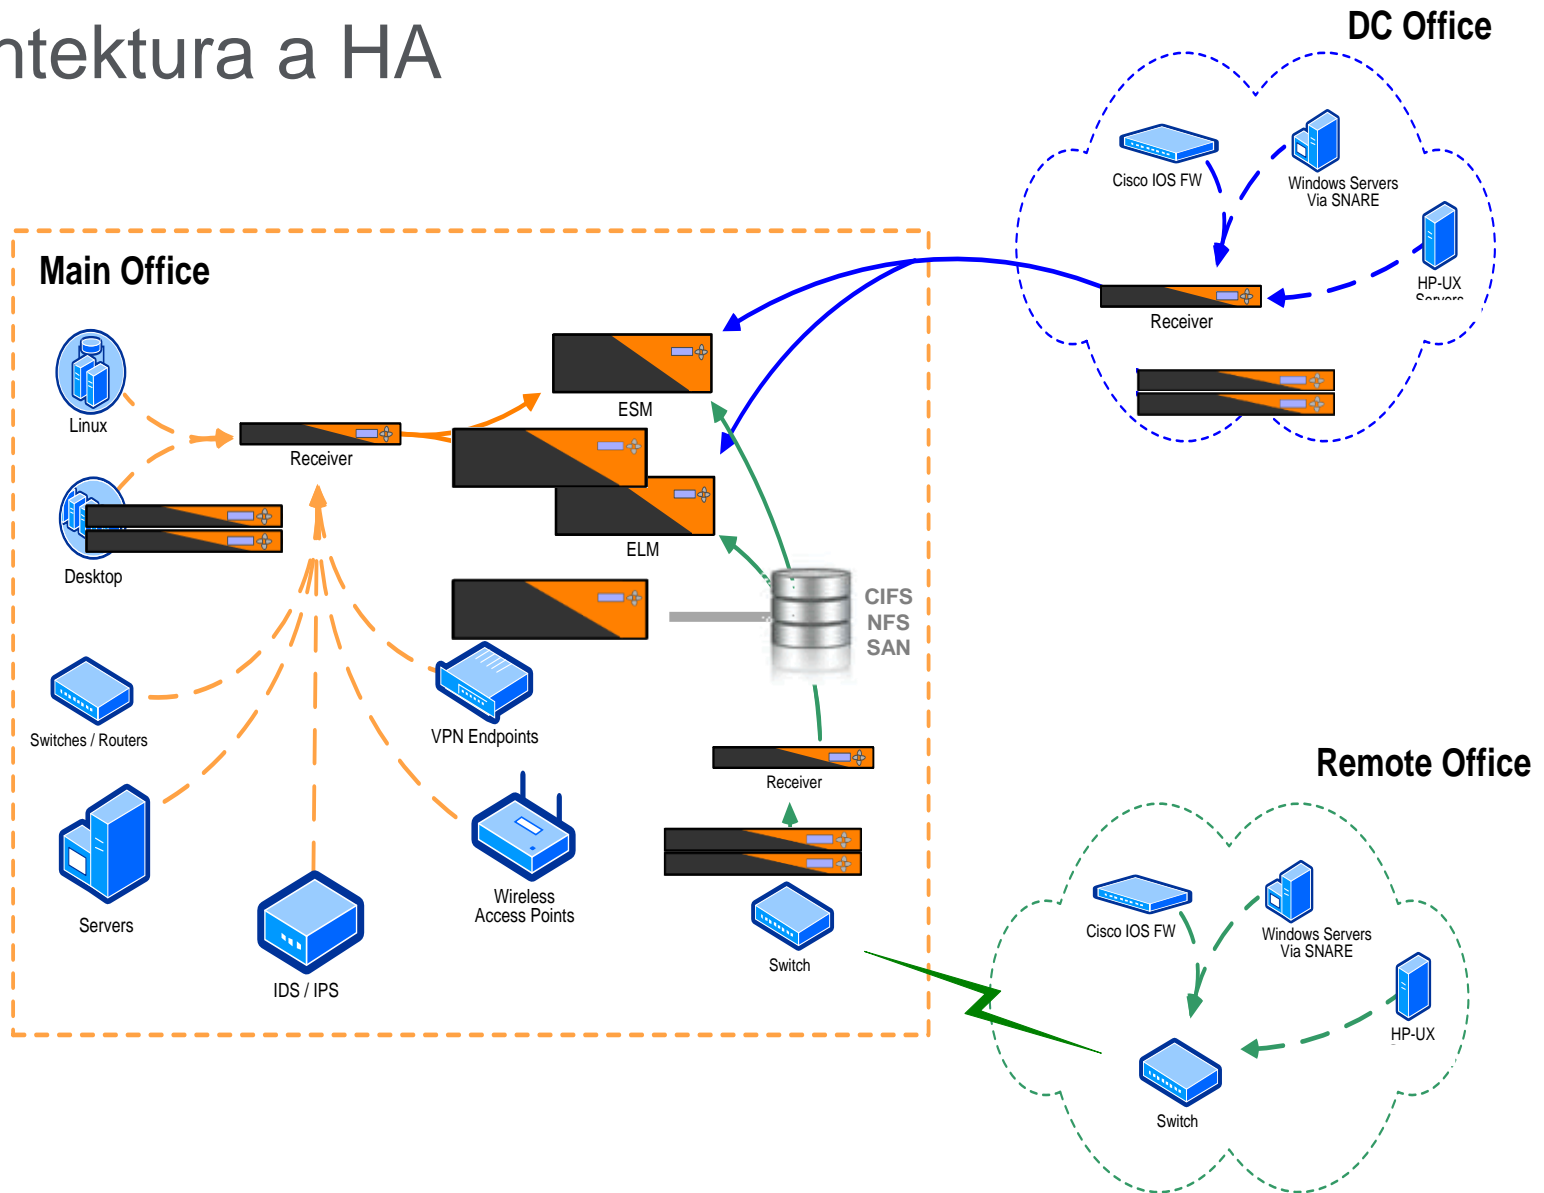 ntektura a HA
DC Office
Cisco IOS FW
Windows Servers
Via SNARE
HP-UX
Servers
Receiver
Main Office
Linux
Receiver
ESM
Desktop
ELM
CIFS
NFS
SAN
Switches / Routers
VPN Endpoints
Receiver
Servers
Wireless
Access Points
IDS / IPS
Switch
Remote Office
Cisco IOS FW
Windows Servers
Via SNARE
HP-UX
Switch